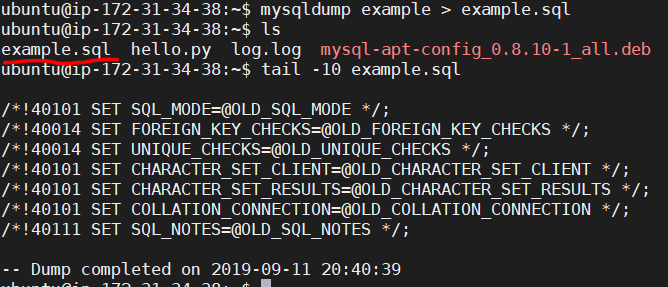 ubuntu@ip-172-31-34-38:~$ mysqldump example > example.sql
ubuntu@ip-172-31-34-38:~$ ls
example.sql  hello.py  log.log  mysql-apt-config_0.8.10-1_all.deb
ubuntu@ip-172-31-34-38:~$ tail -10 example.sql

/*!40101 SET SQL_MODE=@OLD_SQL_MODE */;
/*!40014 SET FOREIGN_KEY_CHECKS=@OLD_FOREIGN_KEY_CHECKS */;
/*!40014 SET UNIQUE_CHECKS=@OLD_UNIQUE_CHECKS */;
/*!40101 SET CHARACTER_SET_CLIENT=@OLD_CHARACTER_SET_CLIENT */;
/*!40101 SET CHARACTER_SET_RESULTS=@OLD_CHARACTER_SET_RESULTS */;
/*!40101 SET COLLATION_CONNECTION=@OLD_COLLATION_CONNECTION */;
/*!40111 SET SQL_NOTES=@OLD_SQL_NOTES */;

-- Dump completed on 2019-09-11 20:40:39
ubuntu@ip-172-31-34-38:~$